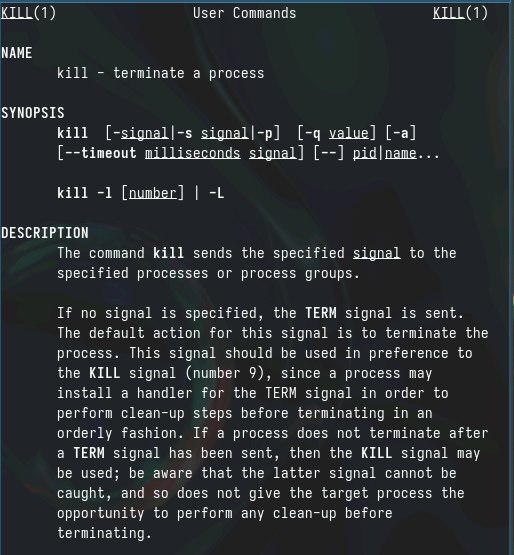 KILL(1) User Commands KILL(1)
NAME
kill - terminate a process
SYNOPSIS
kill [-signal|-s signal|-p] [-q value] [-a]
[--timeout milliseconds signal] [--] pid|name...
kill -l [number] | -L
DESCRIPTION
The command kill sends the specified signal to the
specified processes or process groups.
If no signal is specified, the TERM signal is sent.
The default action for this signal is to terminate the
process. This signal should be used in preference to
the KILL signal (number 9), since a process may
install a handler for the TERM signal in order to
perform clean-up steps before terminating in an
orderly fashion. If a process does not terminate after
a TERM signal has been sent, then the KILL signal may
be used; be aware that the latter signal cannot be
caught, and so does not give the target process the
opportunity to perform any clean-up before
terminating.